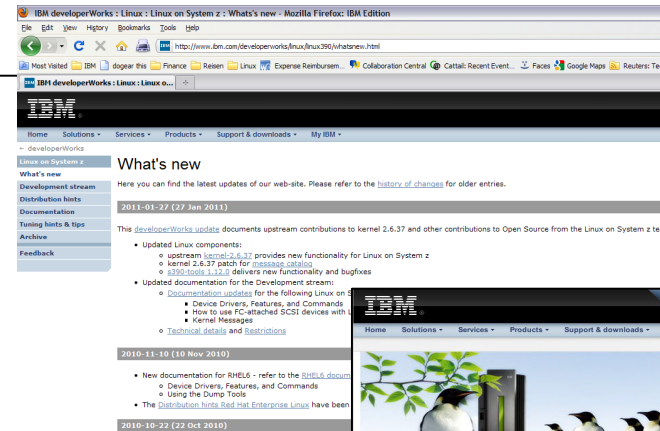 IBM developerWorks : Linux : Linux on System z : Whats's new - Mozilla Firefox: IBM Edition
File Edit View History Bookmarks Tools Help
http://www.ibm.com/developerworks/linux/linux390/whatsnew.html
Most Visited IBM dogear this Finance Reisen Linux Expense Reimbursem... Collaboration Central Cattail: Recent Event... Faces Google Maps Reuters: Te
IBM developerWorks : Linux : Linux o...
IBM
Home Solutions Services Products Support & downloads My IBM
developerWorks
Linux on System z
What's new
Development stream
Distribution hints
Documentation
Tuning hints & tips
Archive
Feedback
What's new
Here you can find the latest updates of our web-site. Please refer to the history of changes for older entries.
2011-01-27 (27 Jan 2011)
This developerWorks update documents upstream contributions to kernel 2.6.37 and other contributions to Open Source from the Linux on System z te
Updated Linux components:
upstream kernel-2.6.37 provides new functionality for Linux on System z
kernel 2.6.37 patch for message catalog
s390-tools 1.12.0 delivers new functionality and bugfixes
Updated documentation for the Development stream:
Documentation updates for the following Linux on S
Device Drivers, Features, and Commands
How to use FC-attached SCSI devices with L
Kernel Messages
Technical details and Restrictions
2010-11-10 (10 Nov 2010)
New documentation for RHEL6 - refer to the RHEL6 docum
Device Drivers, Features, and Commands
Using the Dump Tools
The Distribution hints Red Hat Enterprise Linux have been
2010-10-22 (22 Oct 2010)
IBM
Home Solutions Services Products Support & downloads